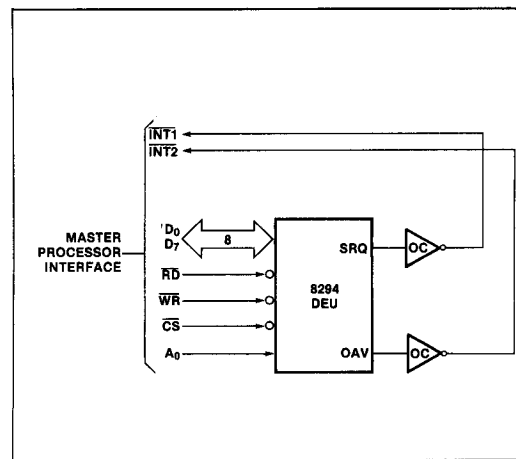 INT1
INT2
'D0
D7
8
MASTER
PROCESSOR
INTERFACE
RD
WR
CS
A0
8294
DEU
SRQ
OC
OAV
OC